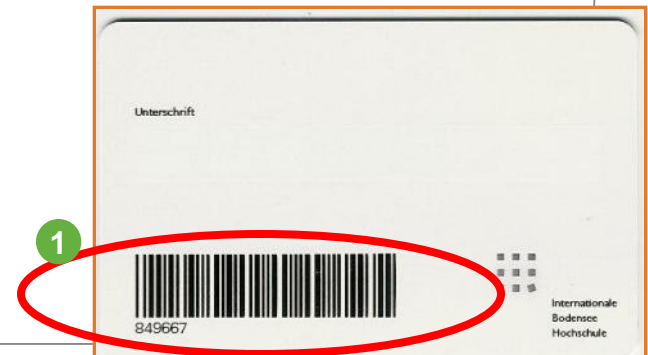 Unterschrift
1
849667
Internationale
Bodensee
Hochschule